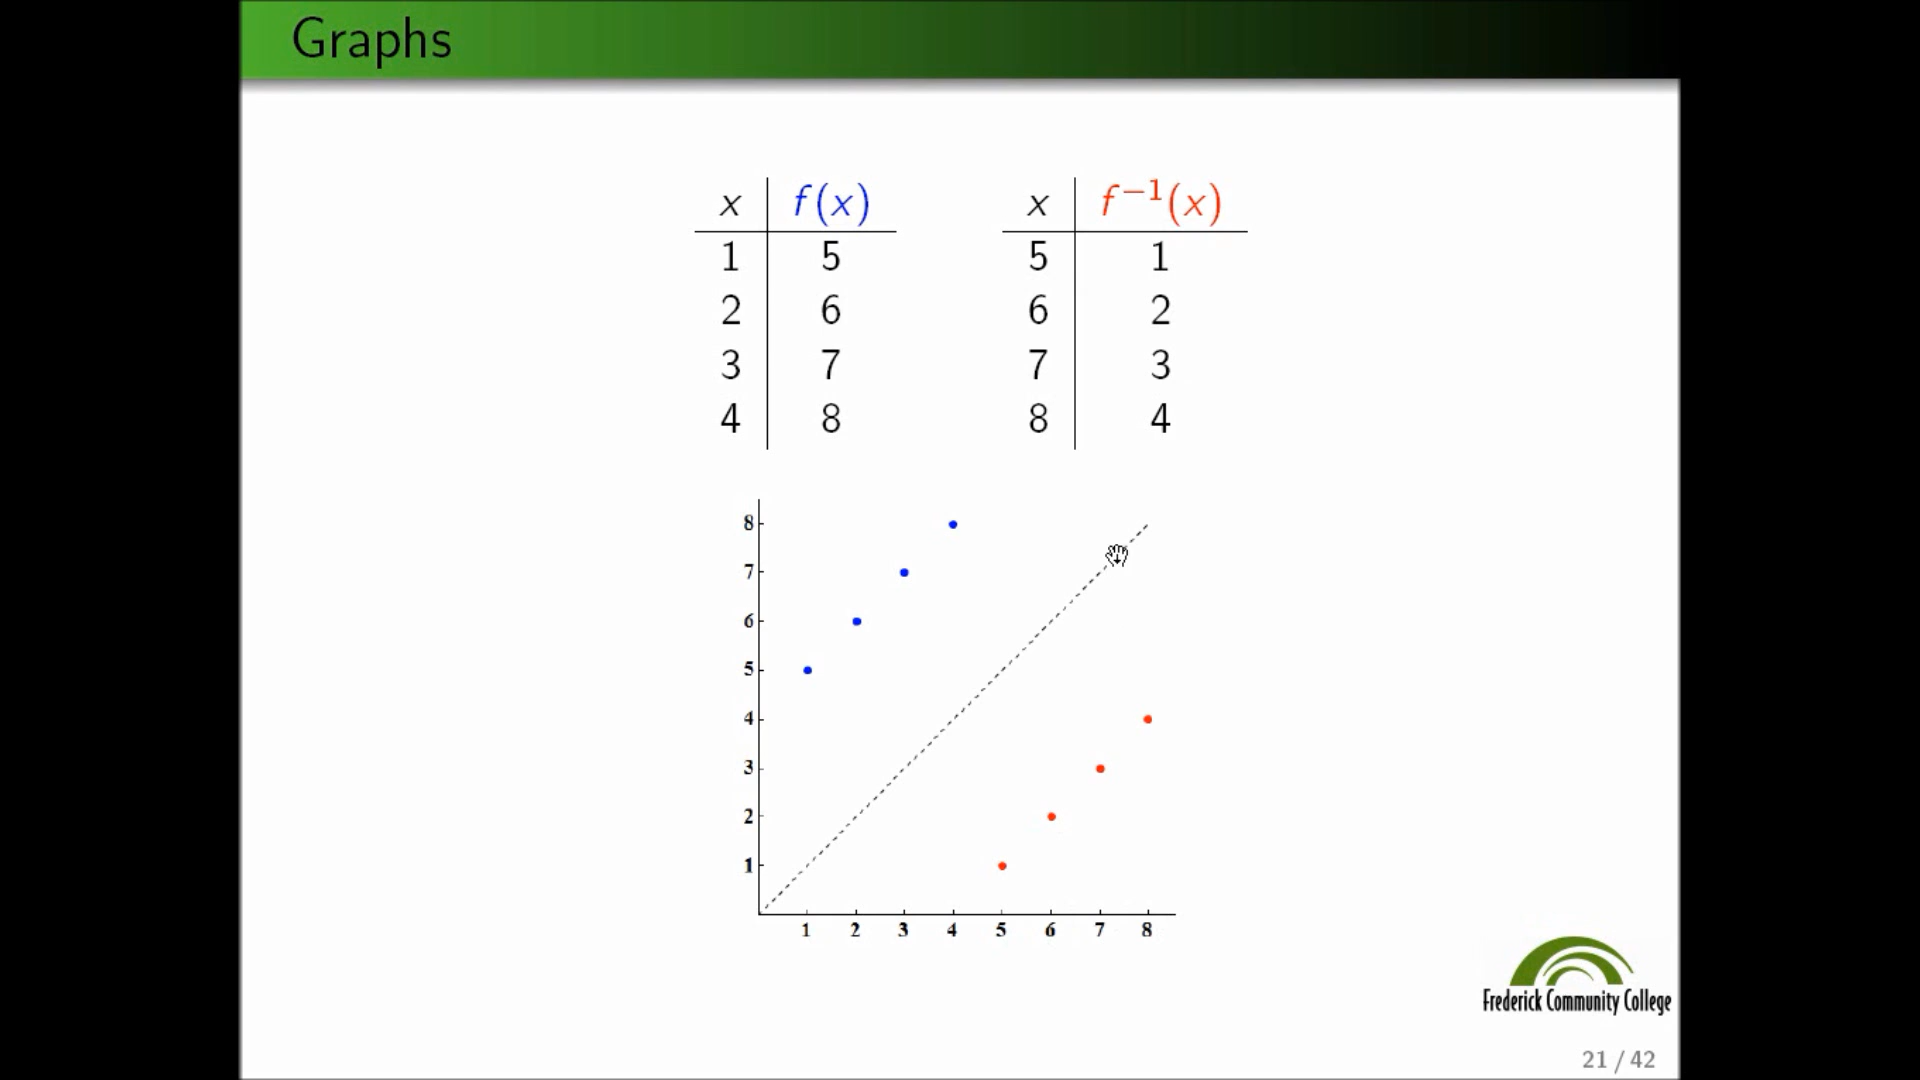 Graphs
x f(x)
1 5
2 6
3 7
4 8
x f⁻¹(x)
5 1
6 2
7 3
8 4
8
7
6
5
4
3
2
1
1 2 3 4 5 6 7 8
Frederick Community College
21 / 42